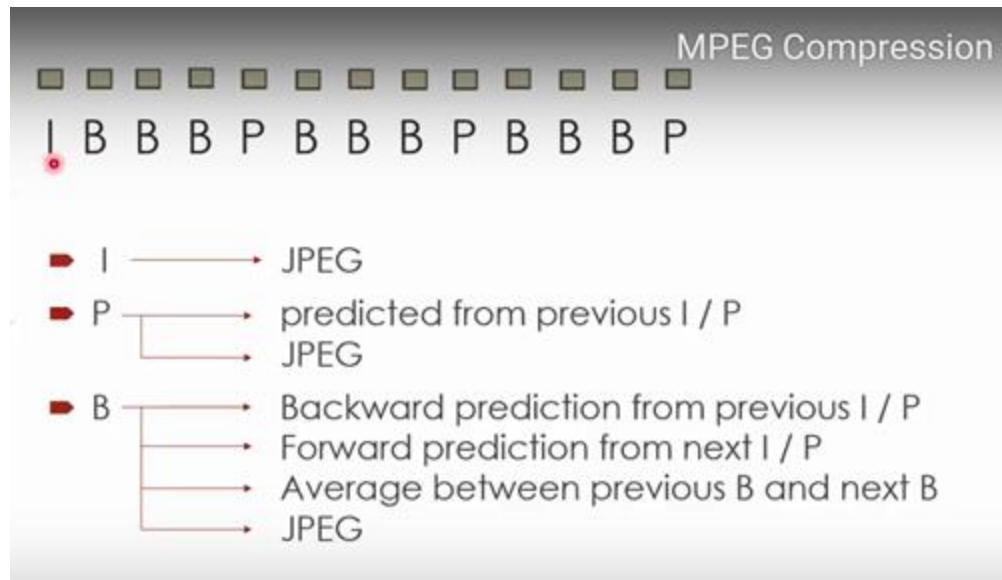 MPEG Compression
I B B B P B B B P B B B P
I JPEG
P predicted from previous I / P
JPEG
B Backward prediction from previous I / P
Forward prediction from next I / P
Average between previous B and next B
JPEG